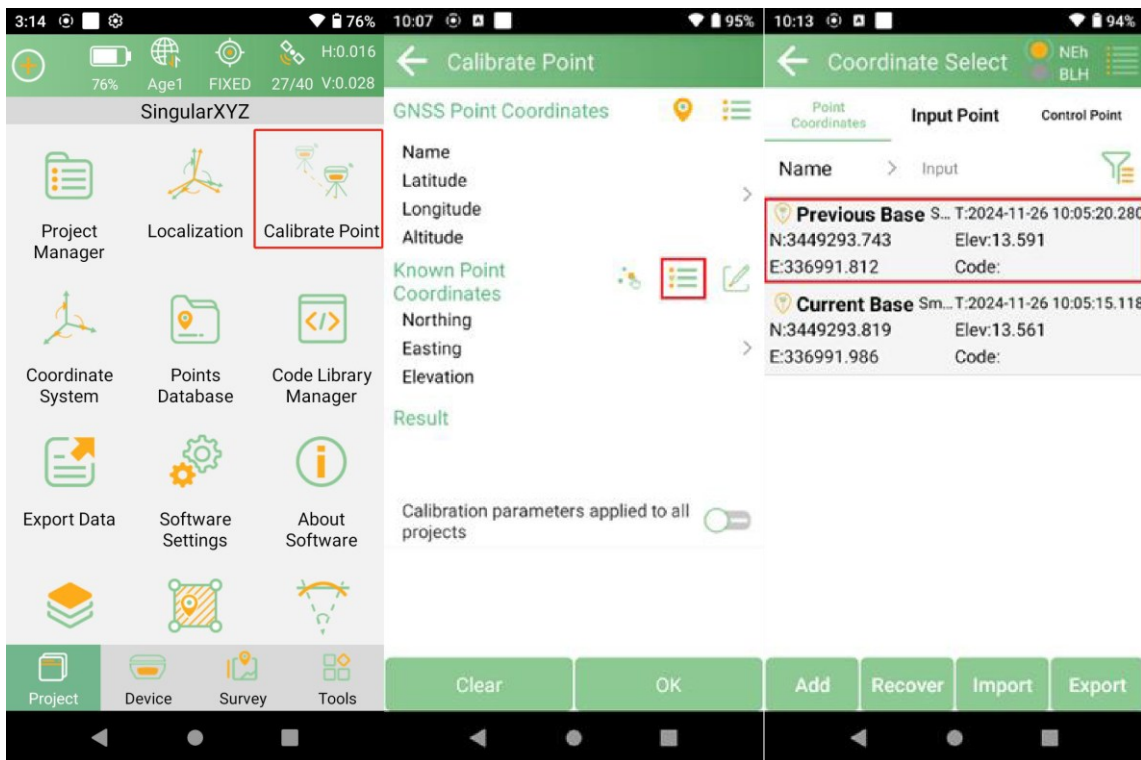 3:14
76%
76%
Age1
FIXED
27/40
H:0.016
V:0.028
SingularXYZ
Project
Manager
Localization
Calibrate Point
Coordinate
System
Points
Database
Code Library
Manager
Export Data
Software
Settings
About
Software
Project
Device
Survey
Tools
10:07
95%
Calibrate Point
GNSS Point Coordinates
Name
Latitude
Longitude
Altitude
Known Point
Coordinates
Northing
Easting
Elevation
Result
Calibration parameters applied to all
projects
Clear
OK
10:13
94%
Coordinate Select
NEh
BLH
Point
Coordinates
Input Point
Control Point
Name > Input
Previous Base S... T:2024-11-26 10:05:20.280
N:3449293.743 Elev:13.591
E:336991.812 Code:
Current Base Sm... T:2024-11-26 10:05:15.118
N:3449293.819 Elev:13.561
E:336991.986 Code:
Add
Recover
Import
Export